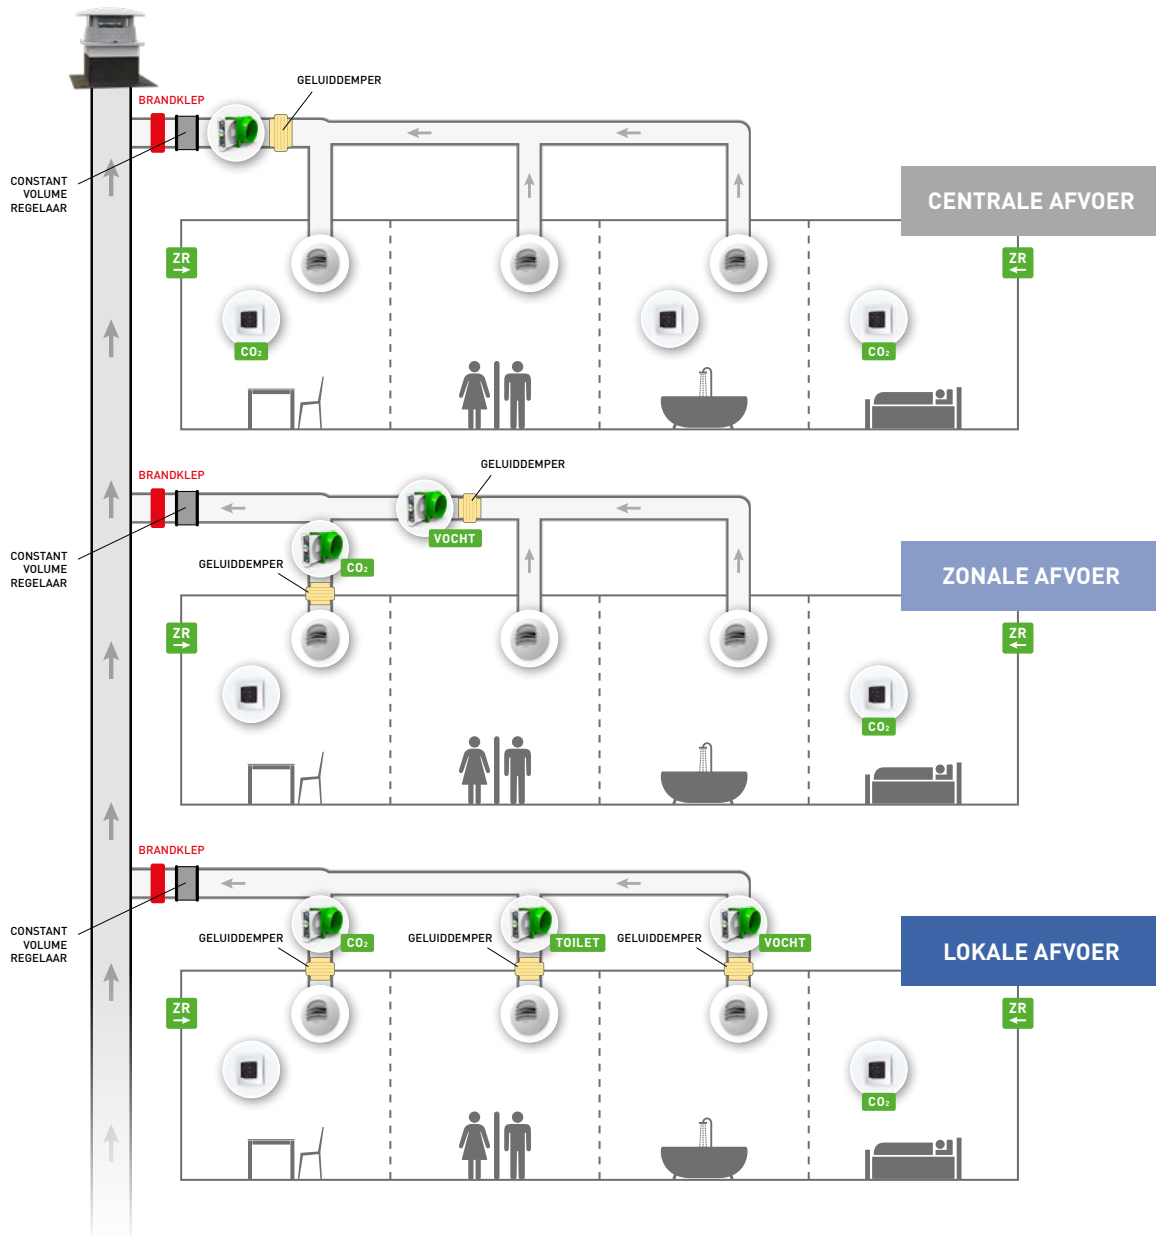 GELUIDDEMPER
BRANDKLEP
CONSTANT
VOLUME
REGELAAR
CENTRALE AFVOER
ZR
ZR
CO₂
CO₂
GELUIDDEMPER
BRANDKLEP
VOCHT
CONSTANT
VOLUME
REGELAAR
GELUIDDEMPER
CO₂
ZONALE AFVOER
ZR
ZR
CO₂
BRANDKLEP
CONSTANT
VOLUME
REGELAAR
GELUIDDEMPER
CO₂
GELUIDDEMPER
TOILET
GELUIDDEMPER
VOCHT
LOKALE AFVOER
ZR
ZR
CO₂